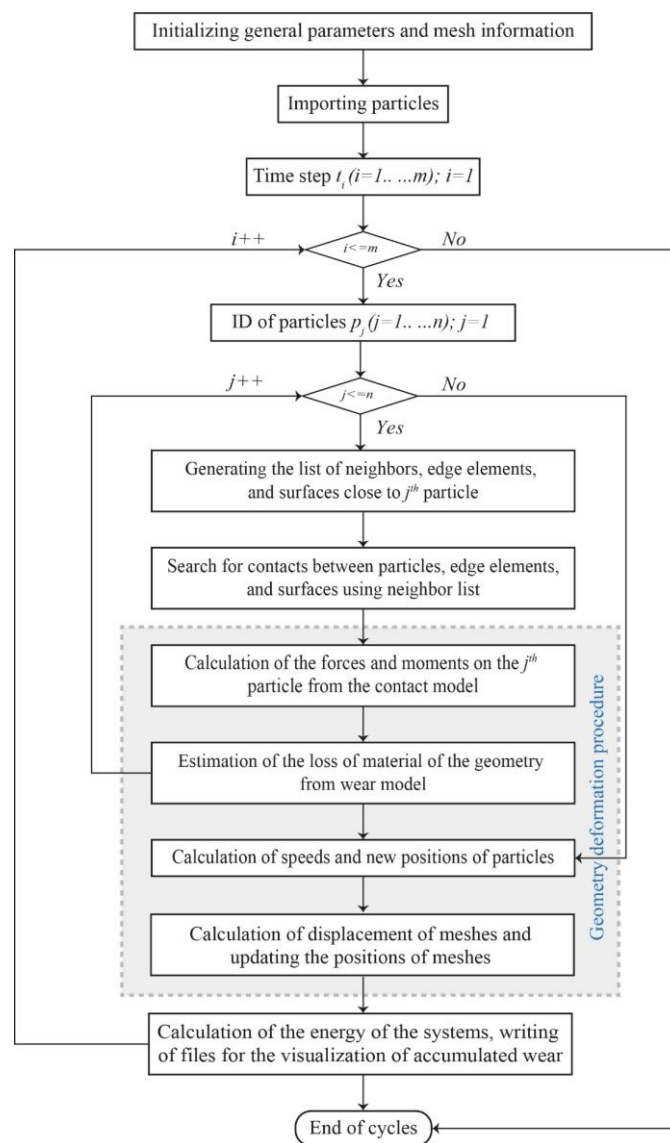 Initializing general parameters and mesh information
Importing particles
Time step t_i (i=1.. ...m); i=1
i++
i<=m
No
Yes
ID of particles p_j (j=1.. ...n); j=1
j++
j<=n
No
Yes
Generating the list of neighbors, edge elements,
and surfaces close to j^th particle
Search for contacts between particles, edge elements,
and surfaces using neighbor list
Calculation of the forces and moments on the j^th
particle from the contact model
Estimation of the loss of material of the geometry
from wear model
Calculation of speeds and new positions of particles
Calculation of displacement of meshes and
updating the positions of meshes
Geometry deformation procedure
Calculation of the energy of the systems, writing
of files for the visualization of accumulated wear
End of cycles